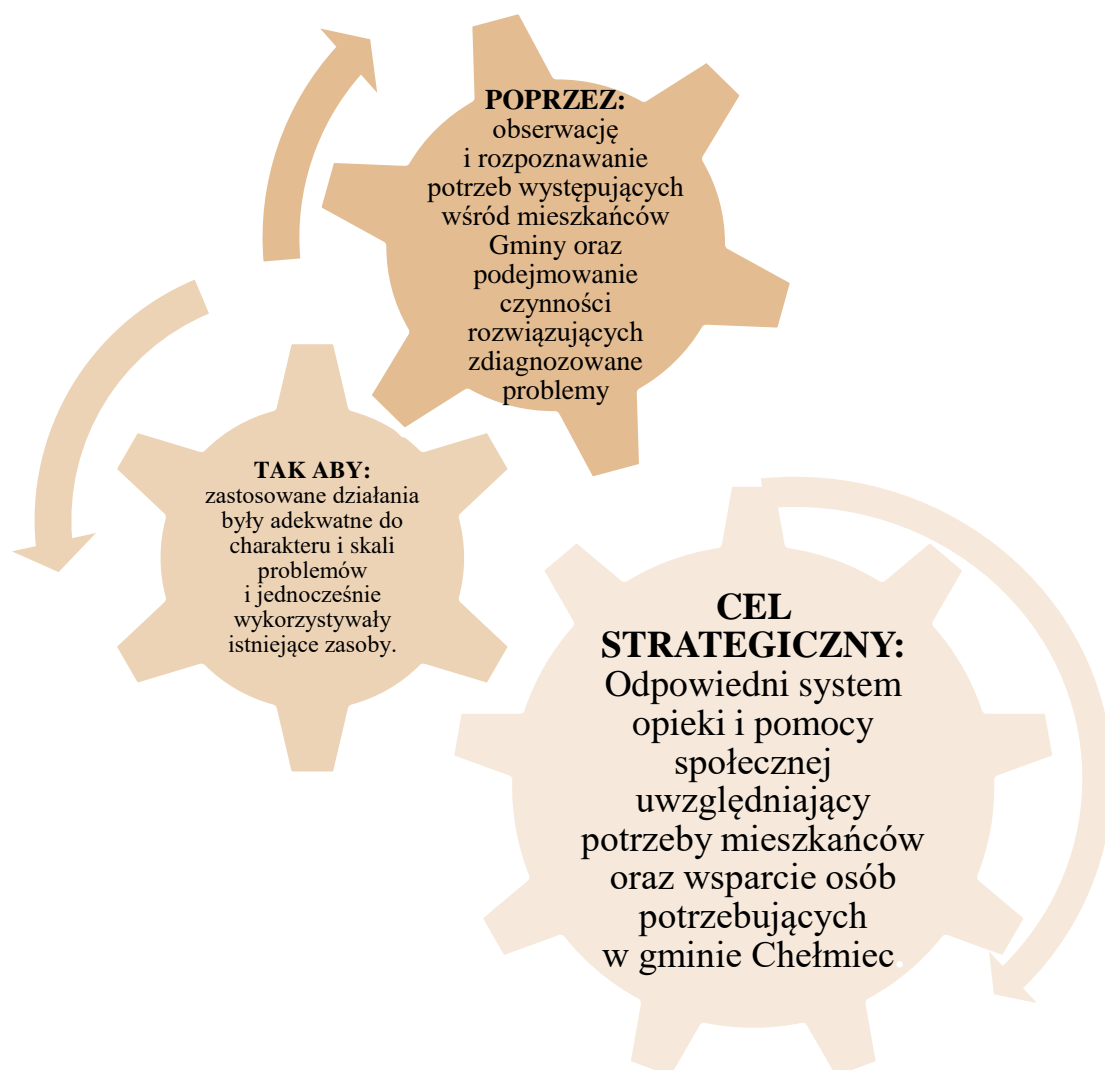 POPRZEZ:
obserwację
i rozpoznawanie
potrzeb występujących
wśród mieszkańców
Gminy oraz
podejmowanie
czynności
rozwiązujących
zdiagnozowane
problemy
TAK ABY:
zastosowane działania
były adekwatne do
charakteru i skali
problemów
i jednocześnie
wykorzystywały
istniejące zasoby.
CEL
STRATEGICZNY:
Odpowiedni system
opieki i pomocy
społecznej
uwzględniający
potrzeby mieszkańców
oraz wsparcie osób
potrzebujących
w gminie Chełmiec.